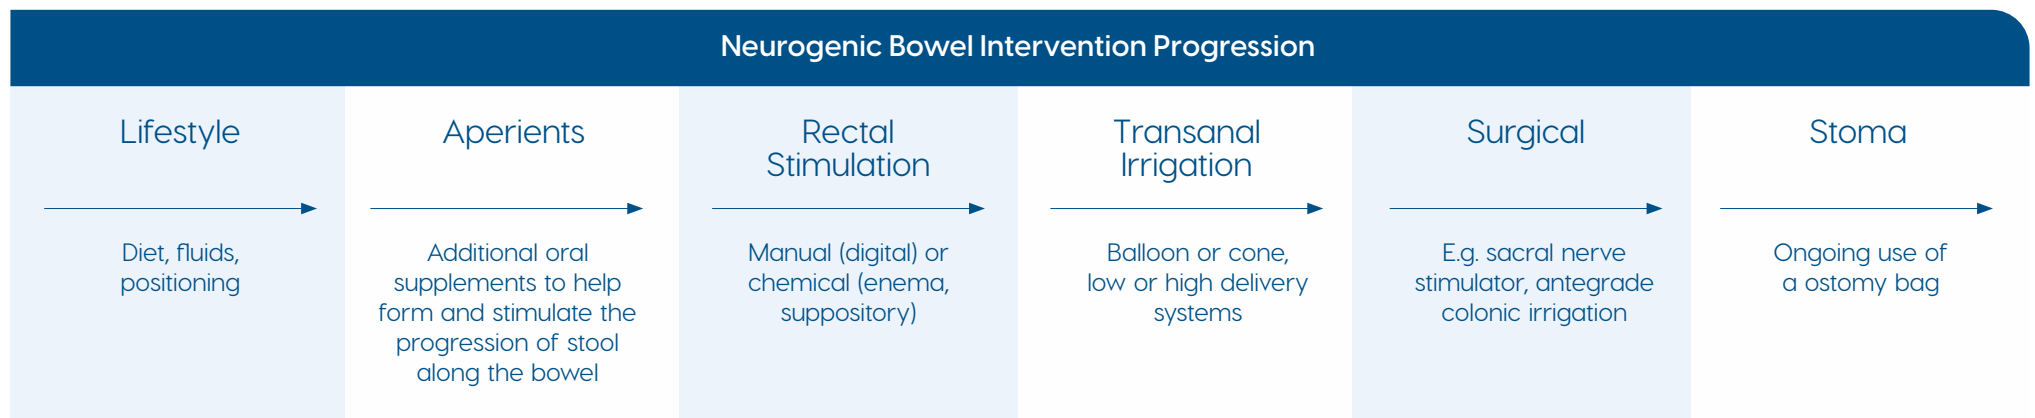 Neurogenic Bowel Intervention Progression
Lifestyle
Diet, fluids,
positioning
Aperients
Additional oral
supplements to help
form and stimulate the
progression of stool
along the bowel
Rectal
Stimulation
Manual (digital) or
chemical (enema,
suppository)
Transanal
Irrigation
Balloon or cone,
low or high delivery
systems
Surgical
E.g. sacral nerve
stimulator, antegrade
colonic irrigation
Stoma
Ongoing use of
a ostomy bag